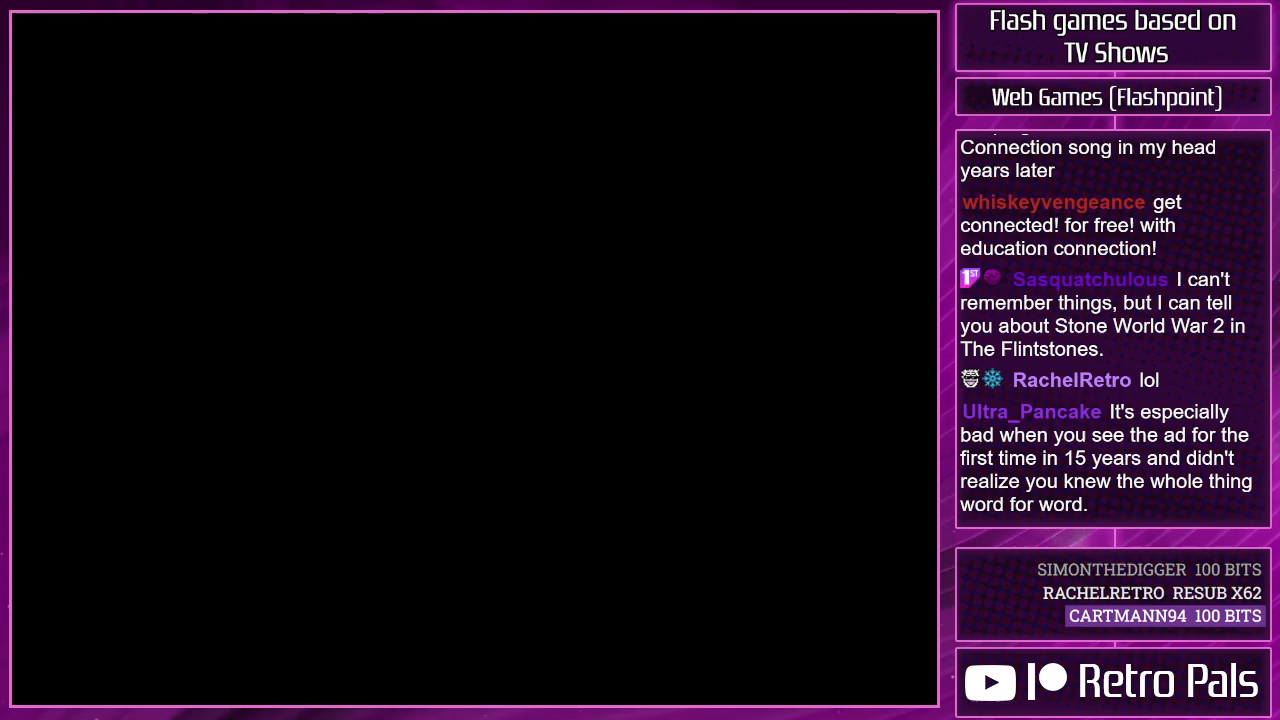 Flash games based on
TV Shows
Web Games (Flashpoint)
Connection song in my head
years later
whiskeyvengeance get
connected! for free! with
education connection!
1ST Sasquatchulous I can't
remember things, but I can tell
you about Stone World War 2 in
The Flintstones.
RachelRetro lol
Ultra_Pancake It's especially
bad when you see the ad for the
first time in 15 years and didn't
realize you knew the whole thing
word for word.
SIMONTHEDIGGER 100 BITS
RACHELRETRO RESUB X62
CARTMANN94 100 BITS
Retro Pals